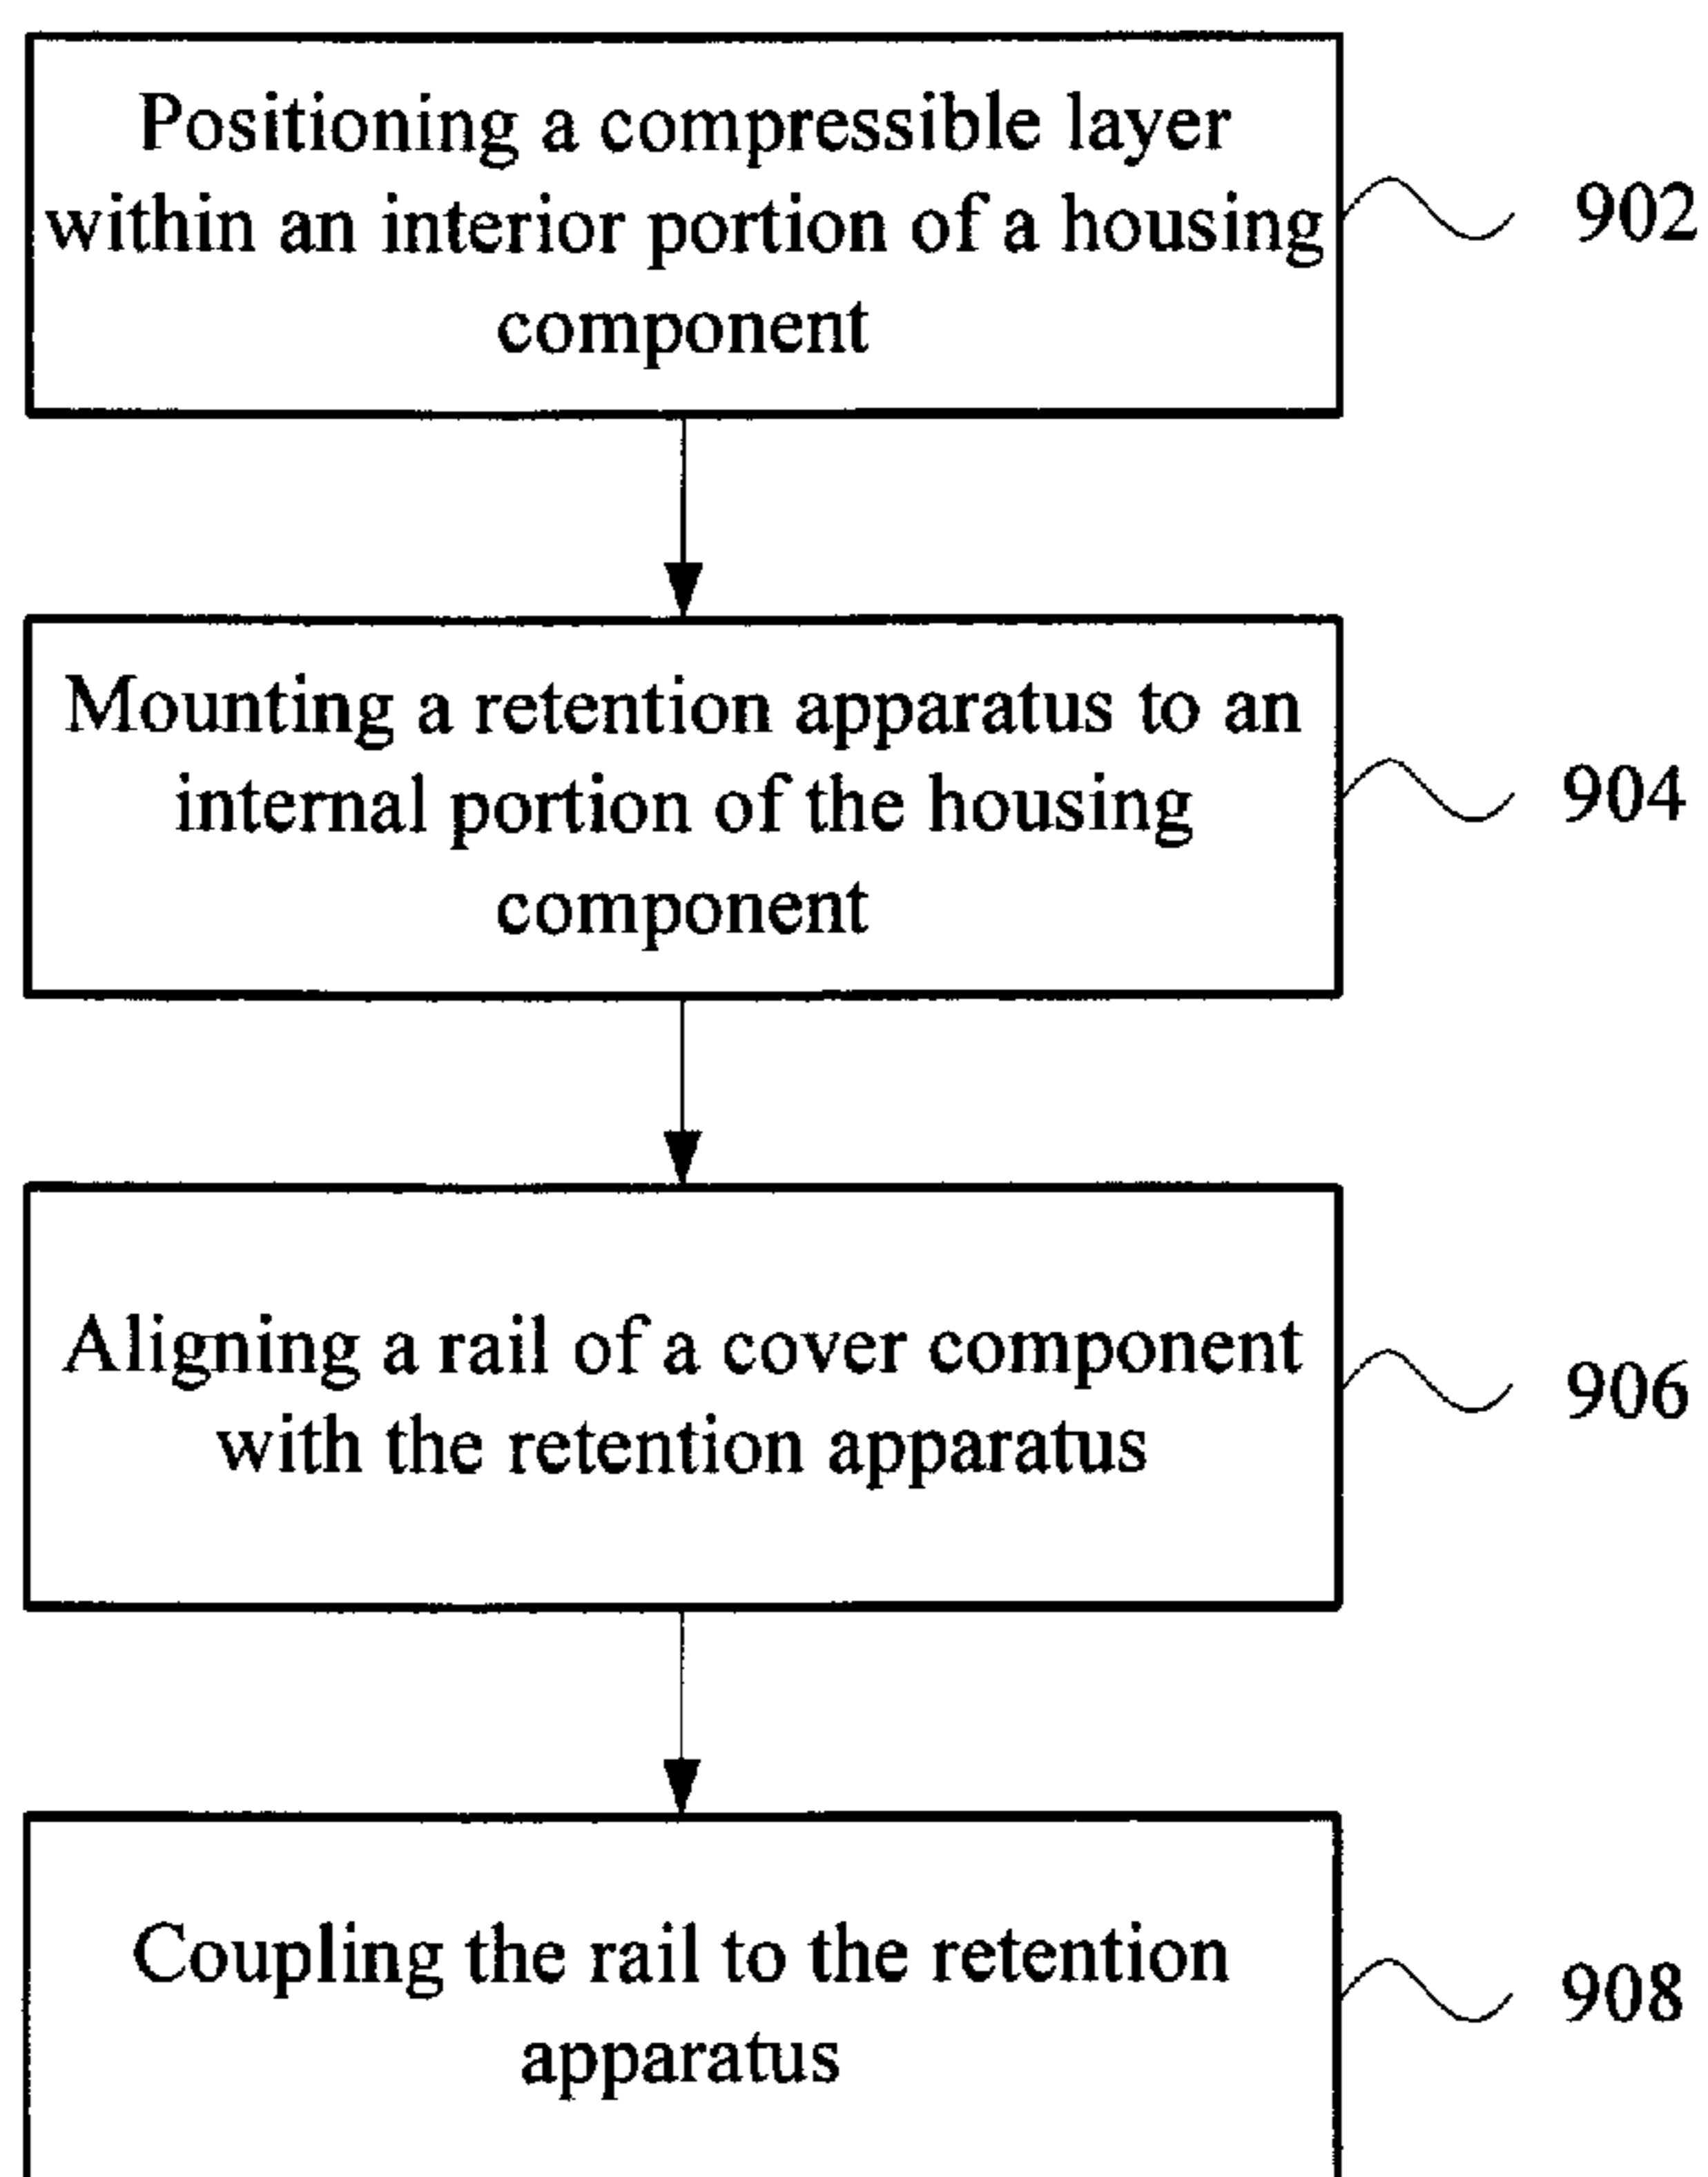 Positioning a compressible layer
within an interior portion of a housing
component
902
Mounting a retention apparatus to an
internal portion of the housing
component
904
Aligning a rail of a cover component
with the retention apparatus
906
Coupling the rail to the retention
apparatus
908